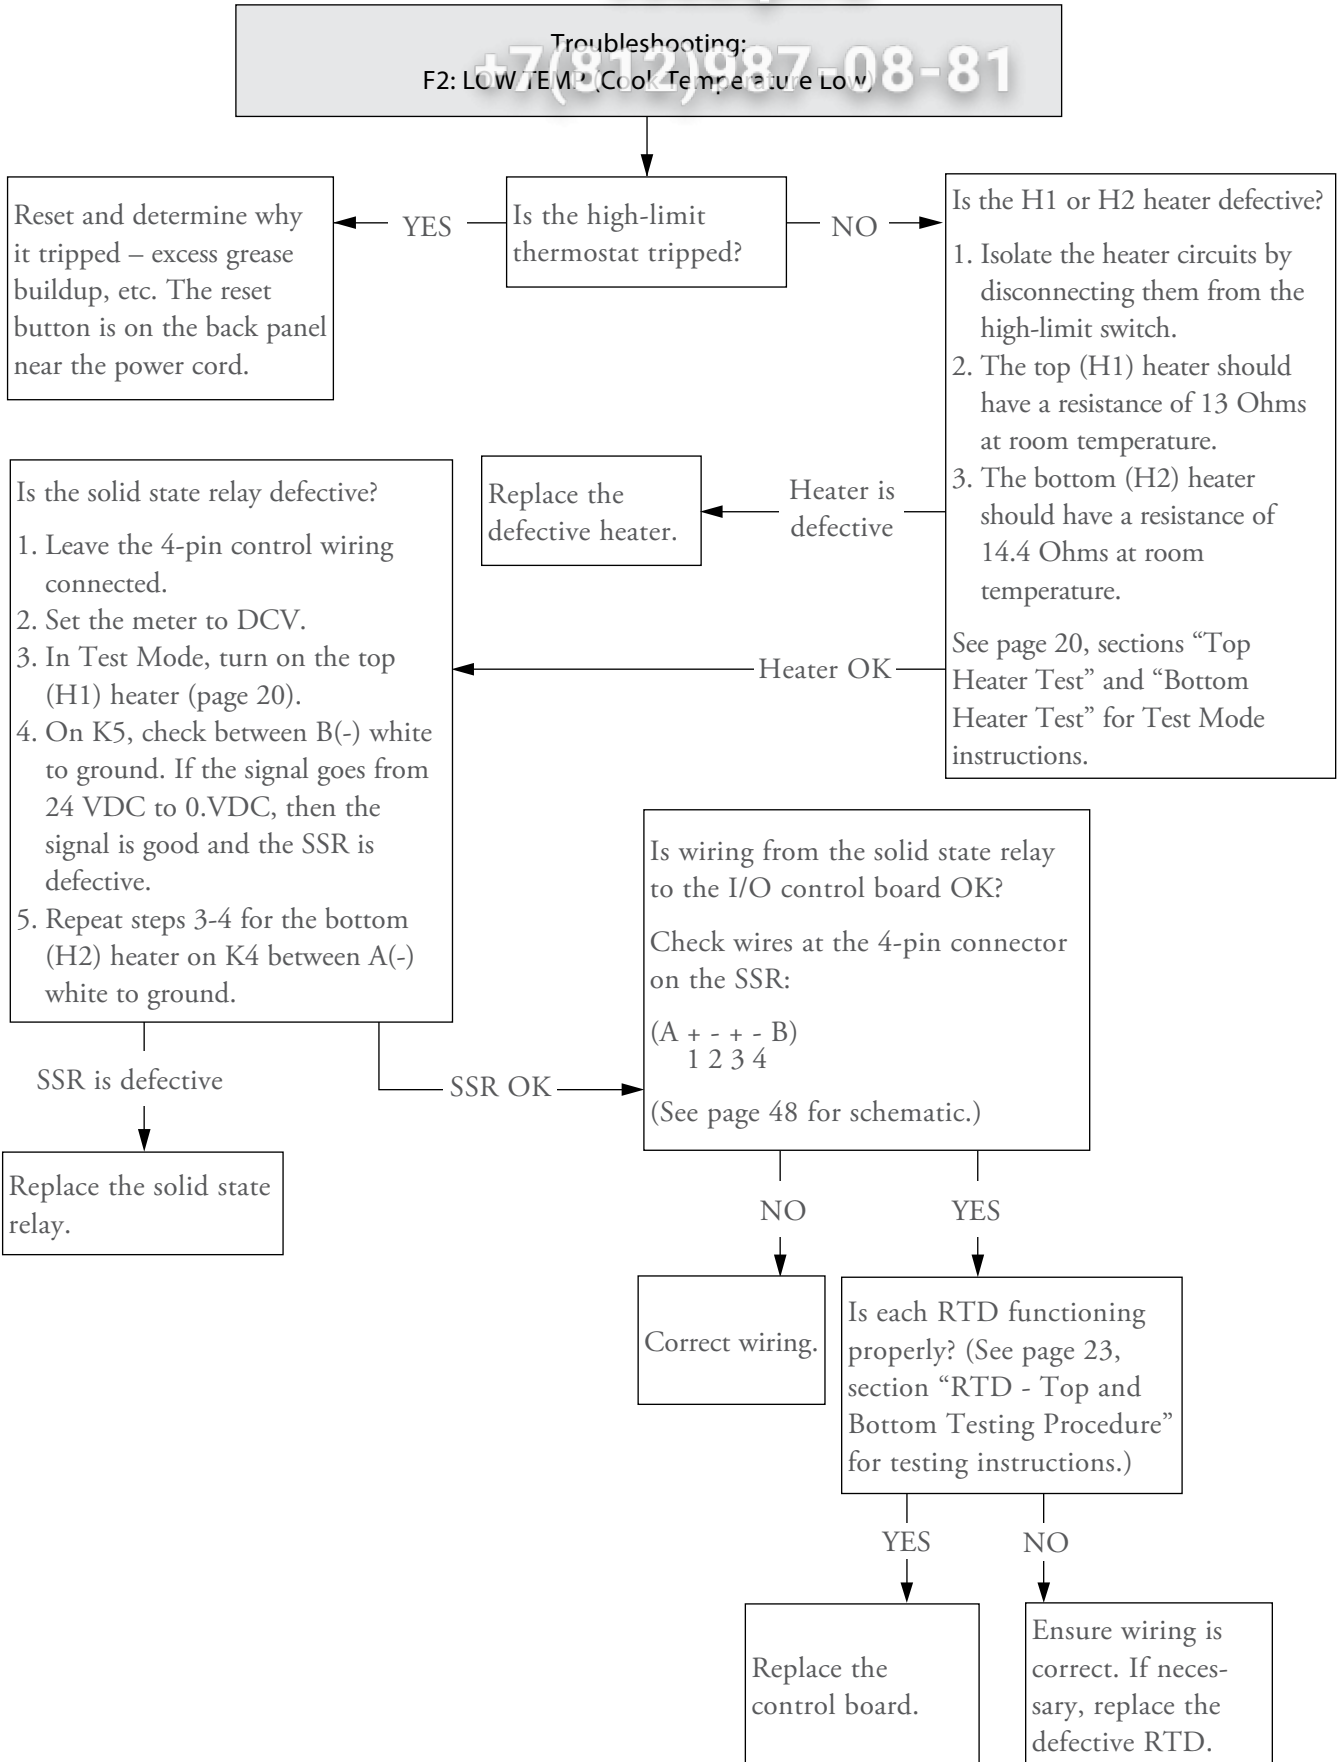 Troubleshooting:
F2: LOW TEMP (Cook Temperature Low)
+7(812)987-08-81
Is the high-limit
thermostat tripped?
YES
NO
Reset and determine why
it tripped – excess grease
buildup, etc. The reset
button is on the back panel
near the power cord.
Is the H1 or H2 heater defective?
1. Isolate the heater circuits by
disconnecting them from the
high-limit switch.
2. The top (H1) heater should
have a resistance of 13 Ohms
at room temperature.
3. The bottom (H2) heater
should have a resistance of
14.4 Ohms at room
temperature.
See page 20, sections “Top
Heater Test” and “Bottom
Heater Test” for Test Mode
instructions.
Heater is
defective
Replace the
defective heater.
Heater OK
Is the solid state relay defective?
1. Leave the 4-pin control wiring
connected.
2. Set the meter to DCV.
3. In Test Mode, turn on the top
(H1) heater (page 20).
4. On K5, check between B(-) white
to ground. If the signal goes from
24 VDC to 0.VDC, then the
signal is good and the SSR is
defective.
5. Repeat steps 3-4 for the bottom
(H2) heater on K4 between A(-)
white to ground.
SSR is defective
Replace the solid state
relay.
SSR OK
Is wiring from the solid state relay
to the I/O control board OK?
Check wires at the 4-pin connector
on the SSR:
(A + - + - B)
1 2 3 4
(See page 48 for schematic.)
NO
YES
Correct wiring.
Is each RTD functioning
properly? (See page 23,
section “RTD - Top and
Bottom Testing Procedure”
for testing instructions.)
YES
NO
Replace the
control board.
Ensure wiring is
correct. If neces-
sary, replace the
defective RTD.